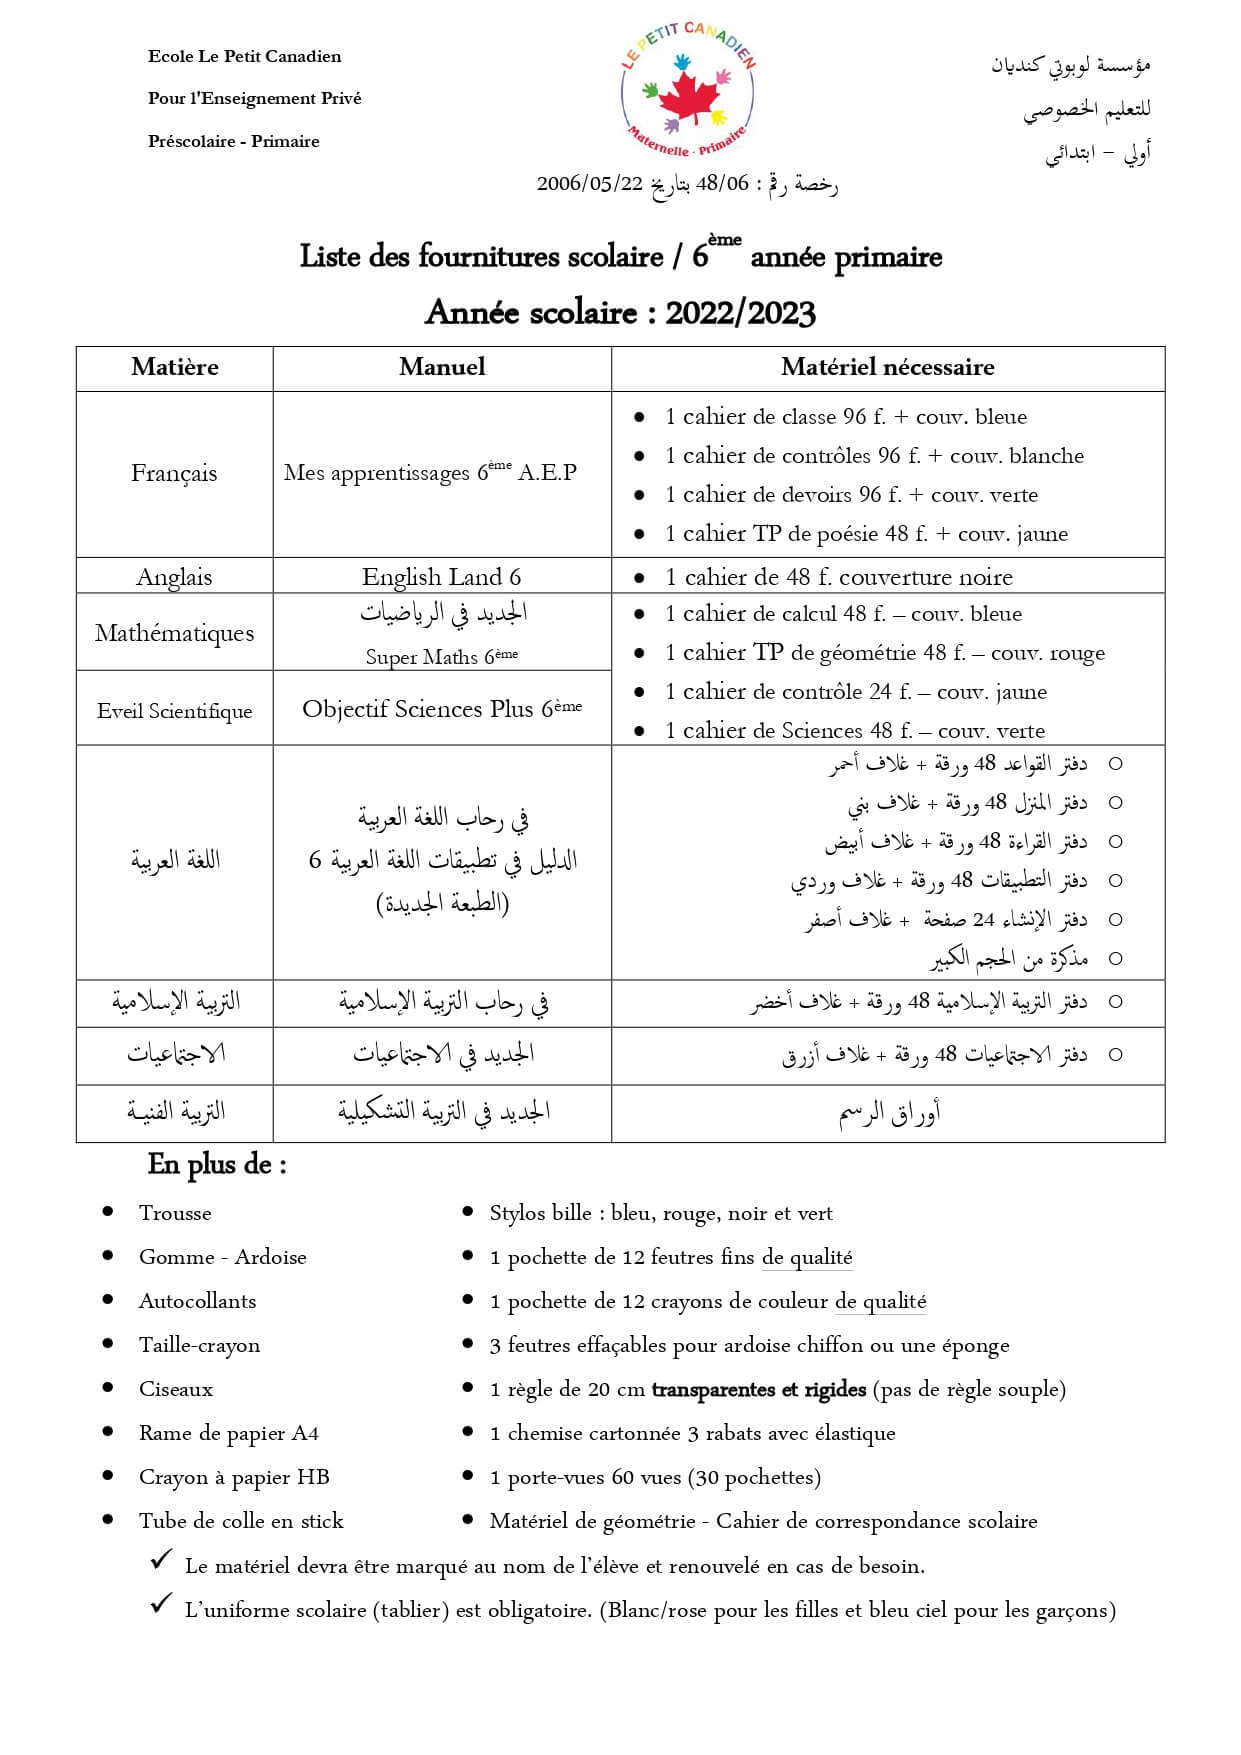 Ecole Le Petit Canadien
Pour l'Enseignement Privé
Préscolaire - Primaire
LE PETIT CANADIEN
Maternelle - Primaire
مؤسسة لوبوتي كنديان
للتعليم الخصوصي
أولي – ابتدائي
رخصة رقم : 48/06 بتاريخ 2006/05/22
Liste des fournitures scolaire / 6ème année primaire
Année scolaire : 2022/2023
Matière Manuel Matériel nécessaire
Français
Mes apprentissages 6ème A.E.P
1 cahier de classe 96 f. + couv. bleue
1 cahier de contrôles 96 f. + couv. blanche
1 cahier de devoirs 96 f. + couv. verte
1 cahier TP de poésie 48 f. + couv. jaune
Anglais
English Land 6
1 cahier de 48 f. couverture noire
Mathématiques
الجديد في الرياضيات
Super Maths 6ème
Eveil Scientifique
Objectif Sciences Plus 6ème
1 cahier de calcul 48 f. – couv. bleue
1 cahier TP de géométrie 48 f. – couv. rouge
1 cahier de contrôle 24 f. – couv. jaune
1 cahier de Sciences 48 f. – couv. verte
اللغة العربية
في رحاب اللغة العربية
الدليل في تطبيقات اللغة العربية 6
(الطبعة الجديدة)
دفتر القواعد 48 ورقة + غلاف أحمر
دفتر المنزل 48 ورقة + غلاف بني
دفتر القراءة 48 ورقة + غلاف أبيض
دفتر التطبيقات 48 ورقة + غلاف وردي
دفتر الإنشاء 24 صفحة + غلاف أصفر
مذكرة من الحجم الكبير
التربية الإسلامية
في رحاب التربية الإسلامية
دفتر التربية الإسلامية 48 ورقة + غلاف أخضر
الاجتماعيات
الجديد في الاجتماعيات
دفتر الاجتماعيات 48 ورقة + غلاف أزرق
التربية الفنيـة
الجديد في التربية التشكيلية
أوراق الرسم
En plus de :
Trousse
Gomme - Ardoise
Autocollants
Taille-crayon
Ciseaux
Rame de papier A4
Crayon à papier HB
Tube de colle en stick
Stylos bille : bleu, rouge, noir et vert
1 pochette de 12 feutres fins de qualité
1 pochette de 12 crayons de couleur de qualité
3 feutres effaçables pour ardoise chiffon ou une éponge
1 règle de 20 cm transparentes et rigides (pas de règle souple)
1 chemise cartonnée 3 rabats avec élastique
1 porte-vues 60 vues (30 pochettes)
Matériel de géométrie - Cahier de correspondance scolaire
✓ Le matériel devra être marqué au nom de l’élève et renouvelé en cas de besoin.
✓ L’uniforme scolaire (tablier) est obligatoire. (Blanc/rose pour les filles et bleu ciel pour les garçons)